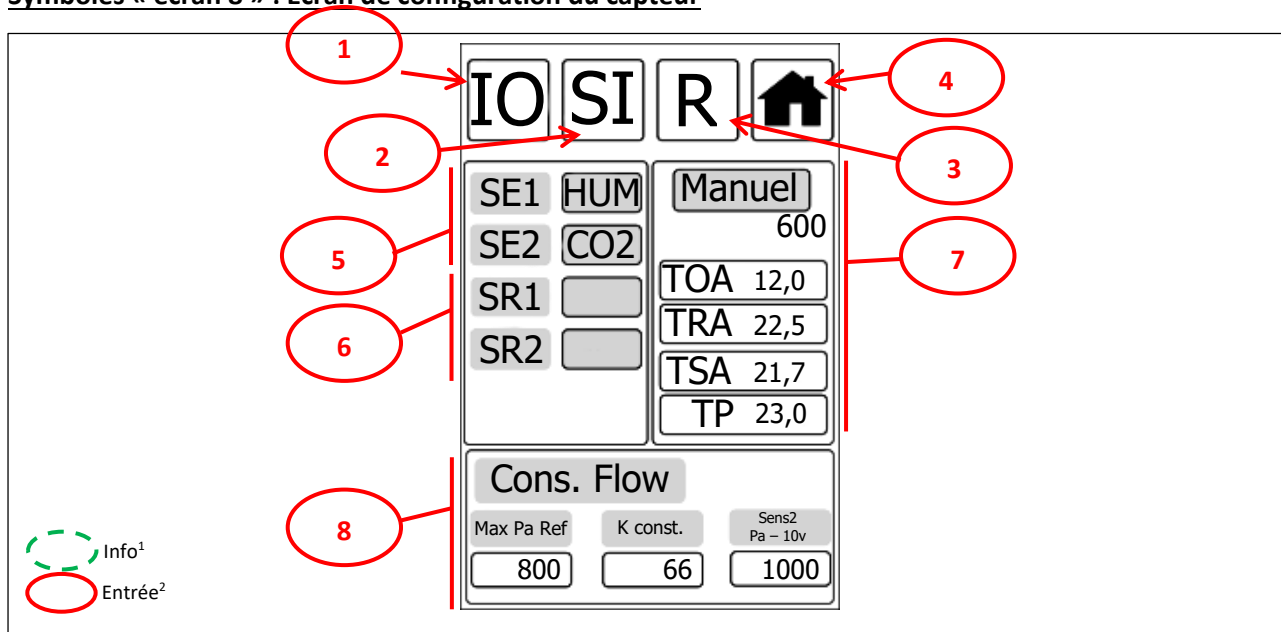 Symboles « écran 8 » : Ecran de configuration du capteur
1
IO SI R
4
2
3
SE1 HUM
SE2 CO2
SR1
SR2
Manuel
600
TOA 12,0
TRA 22,5
TSA 21,7
TP 23,0
5
6
7
Cons. Flow
Max Pa Ref
K const.
Sens2
Pa – 10v
800
66
1000
8
Info1
Entrée2